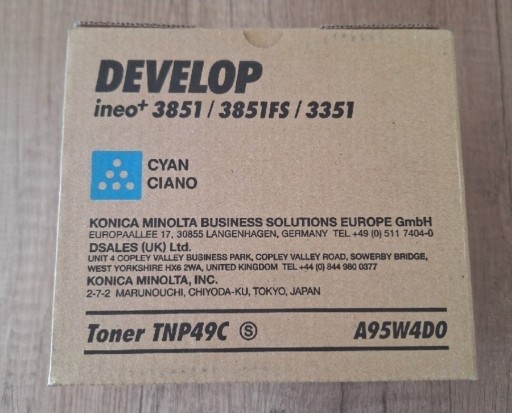 DEVELOP
ineo+ 3851 / 3851FS / 3351
CYAN
CIANO
KONICA MINOLTA BUSINESS SOLUTIONS EUROPE GmbH
EUROPAALLEE 17, 30855 LANGENHAGEN, GERMANY TEL +49 (0) 511 7404-0
DSALES (UK) Ltd.
UNIT 4 COPLEY VALLEY BUSINESS PARK, COPLEY VALLEY ROAD, SOWERBY BRIDGE,
WEST YORKSHIRE HX6 2WA, UNITED KINGDOM TEL +44 (0) 844 980 0377
KONICA MINOLTA, INC.
2-7-2 MARUNOUCHI, CHIYODA-KU, TOKYO, JAPAN
Toner TNP49C Ⓢ A95W4D0